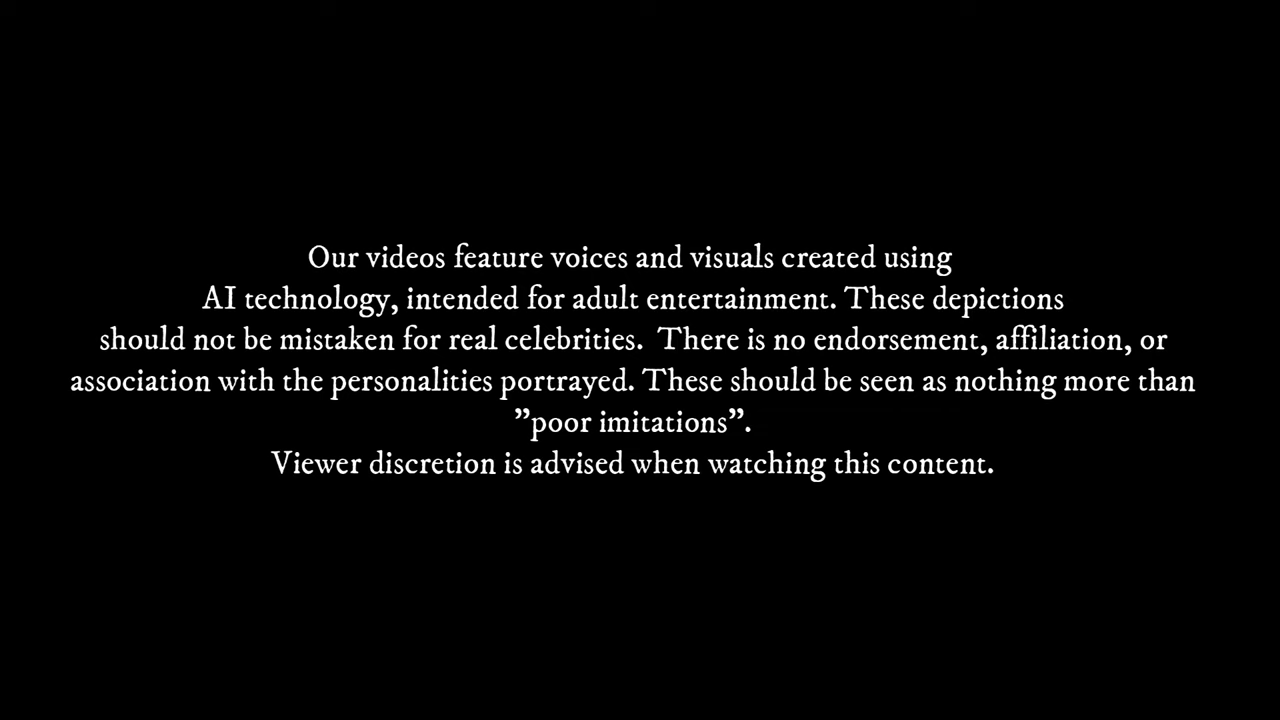 Our videos feature voices and visuals created using
AI technology, intended for adult entertainment. These depictions
should not be mistaken for real celebrities.  There is no endorsement, affiliation, or
association with the personalities portrayed. These should be seen as nothing more than
”poor imitations”.
Viewer discretion is advised when watching this content.